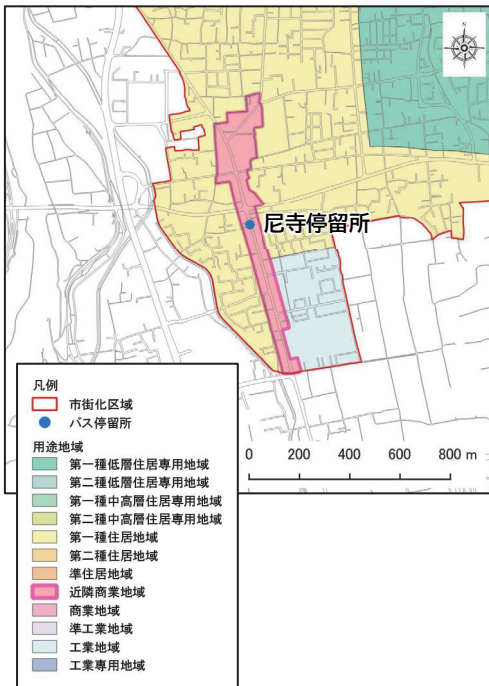 尼寺停留所
凡例
市街化区域
バス停留所
用途地域
第一種低層住居専用地域
第二種低層住居専用地域
第一種中高層住居専用地域
第二種中高層住居専用地域
第一種住居地域
第二種住居地域
準住居地域
近隣商業地域
商業地域
準工業地域
工業地域
工業専用地域
0 200 400 600 800 m